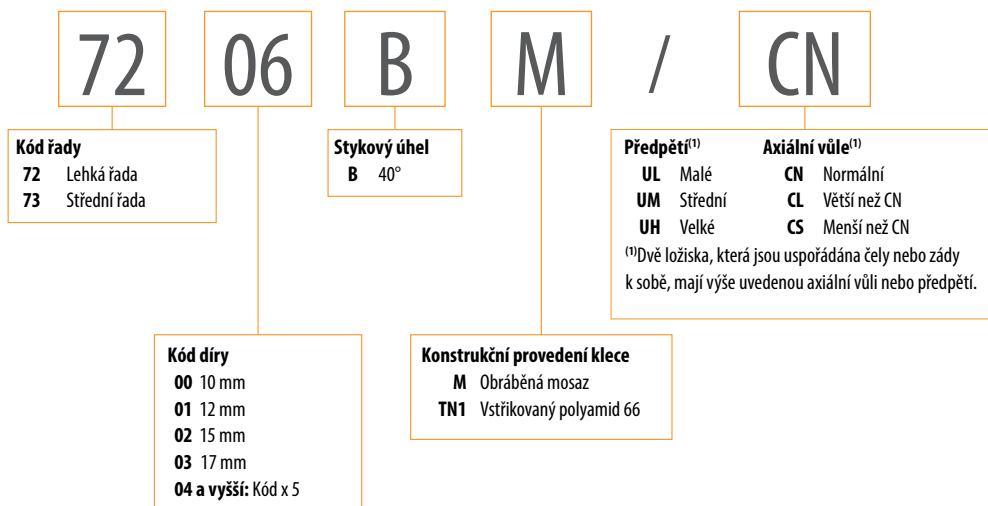 72 06 B M / CN
Kód řady
72 Lehká řada
73 Střední řada
Stykový úhel
B 40°
Předpětí(1) Axiální vůle(1)
UL Malé CN Normální
UM Střední CL Větší než CN
UH Velké CS Menší než CN
(1)Dvě ložiska, která jsou uspořádána čely nebo zády
k sobě, mají výše uvedenou axiální vůli nebo předpětí.
Kód díry
00 10 mm
01 12 mm
02 15 mm
03 17 mm
04 a vyšší: Kód x 5
Konstrukční provedení klece
M Obráběná mosaz
TN1 Vstřikovaný polyamid 66